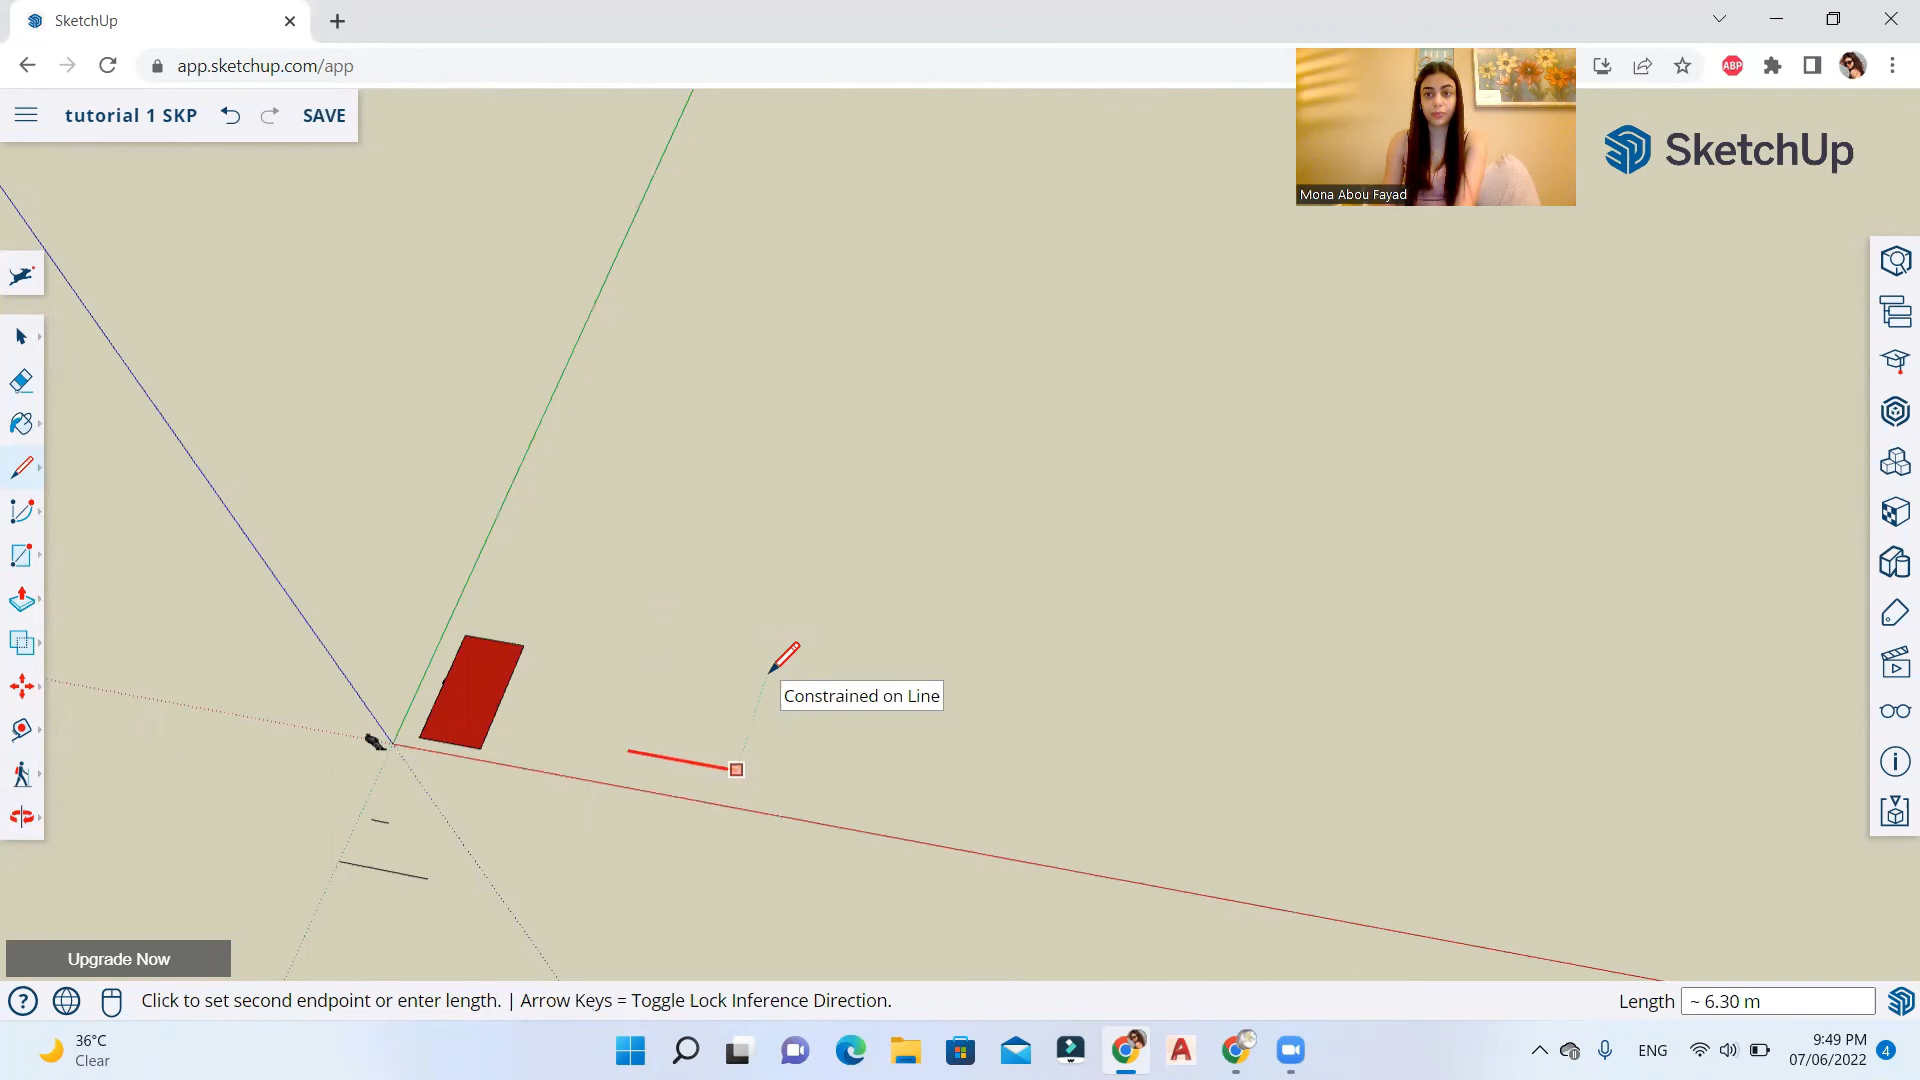 SketchUp
app.sketchup.com/app
ABP
tutorial 1 SKP
SAVE
Mona Abou Fayad
SketchUp
Constrained on Line
Upgrade Now
Click to set second endpoint or enter length. | Arrow Keys = Toggle Lock Inference Direction.
Length
~ 6.30 m
36°C
Clear
ENG
9:49 PM
07/06/2022
4